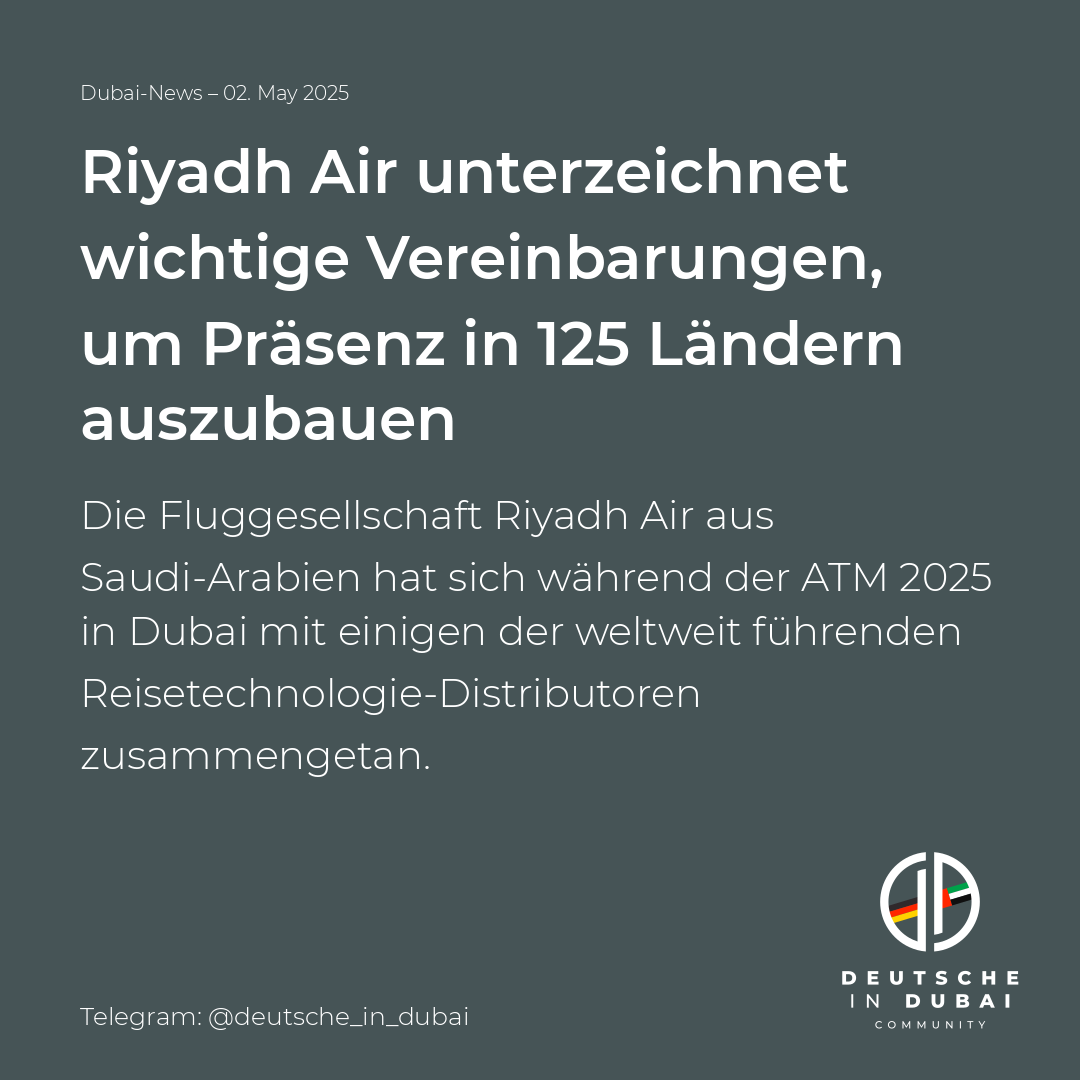 Dubai-News – 02. May 2025
Riyadh Air unterzeichnet
wichtige Vereinbarungen,
um Präsenz in 125 Ländern
auszubauen
Die Fluggesellschaft Riyadh Air aus
Saudi-Arabien hat sich während der ATM 2025
in Dubai mit einigen der weltweit führenden
Reisetechnologie-Distributoren
zusammengetan.
DEUTSCHE
IN DUBAI
COMMUNITY
Telegram: @deutsche_in_dubai